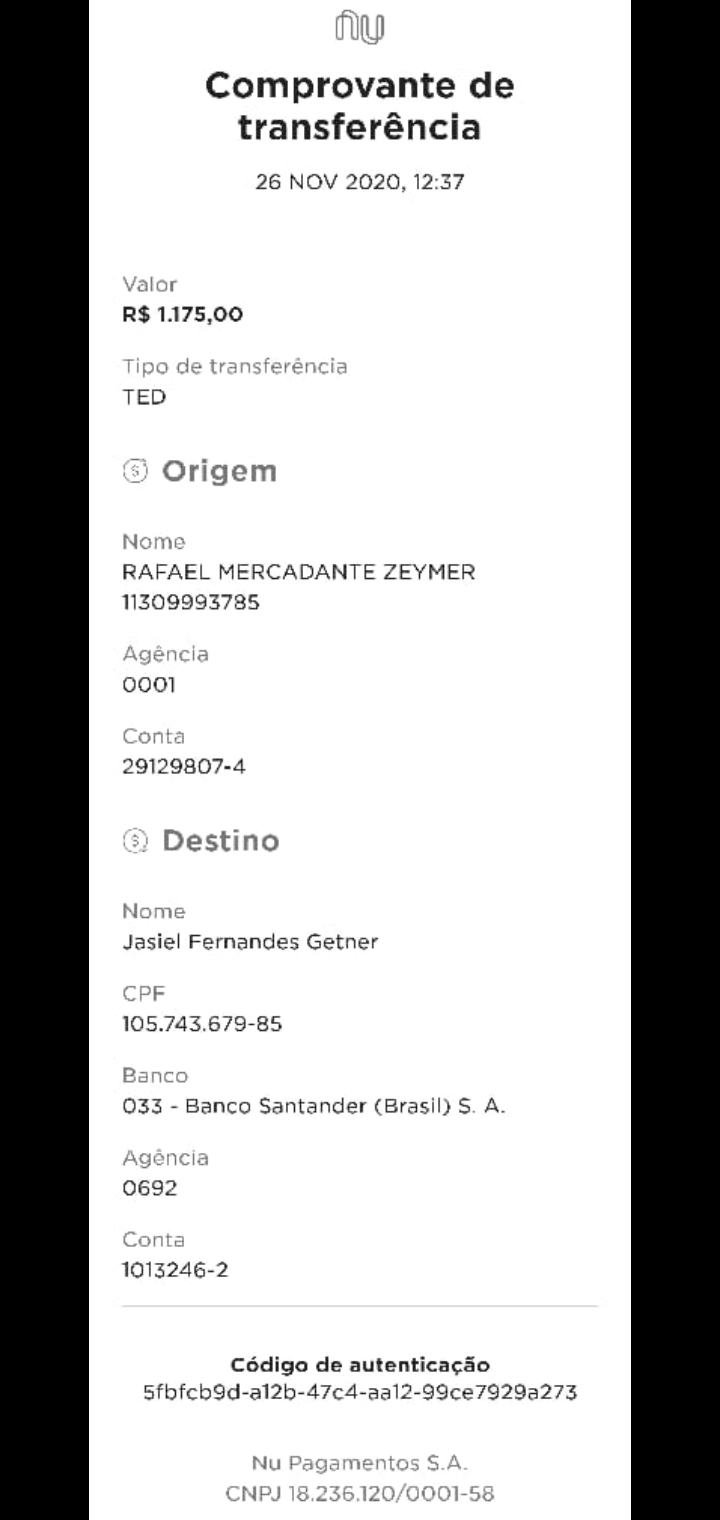 nu
Comprovante de
transferência
26 NOV 2020, 12:37
Valor
R$ 1.175,00
Tipo de transferência
TED
Origem
Nome
RAFAEL MERCADANTE ZEYMER
11309993785
Agência
0001
Conta
29129807-4
Destino
Nome
Jasiel Fernandes Getner
CPF
105.743.679-85
Banco
033 - Banco Santander (Brasil) S. A.
Agência
0692
Conta
1013246-2
Código de autenticação
5fbfcb9d-a12b-47c4-aa12-99ce7929a273
Nu Pagamentos S.A.
CNPJ 18.236.120/0001-58